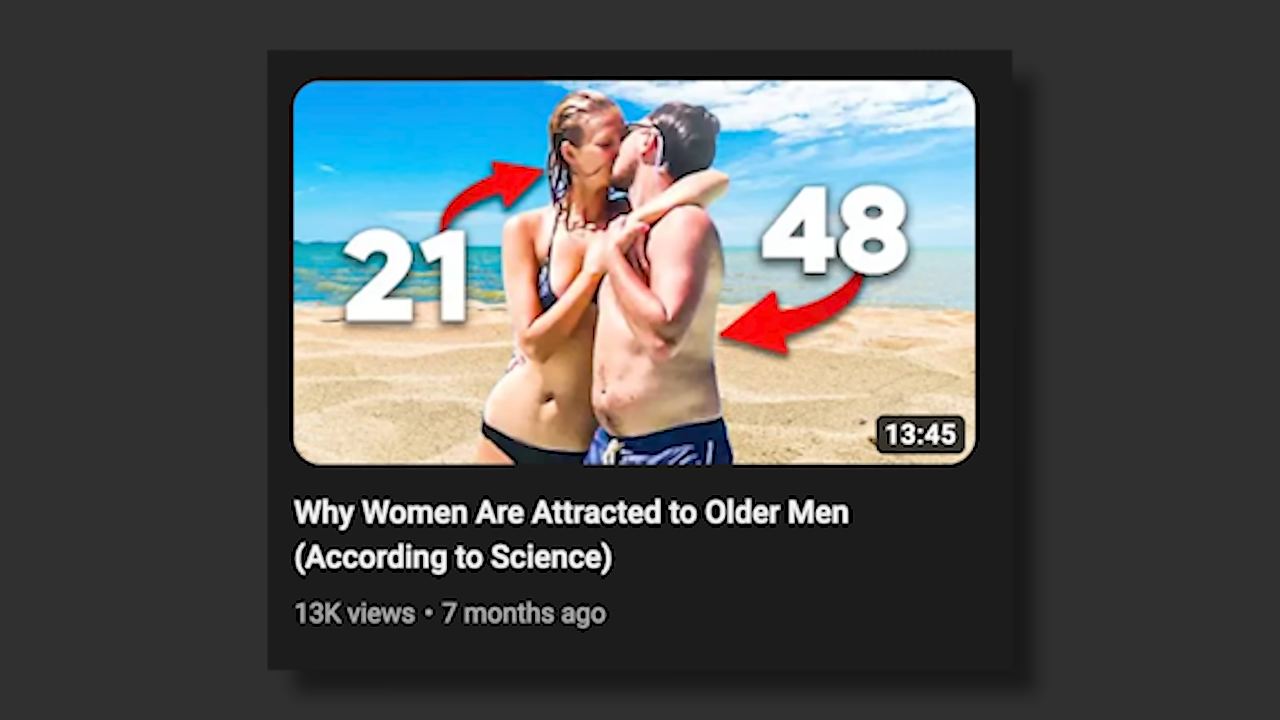 21
48
13:45
Why Women Are Attracted to Older Men
(According to Science)
13K views • 7 months ago